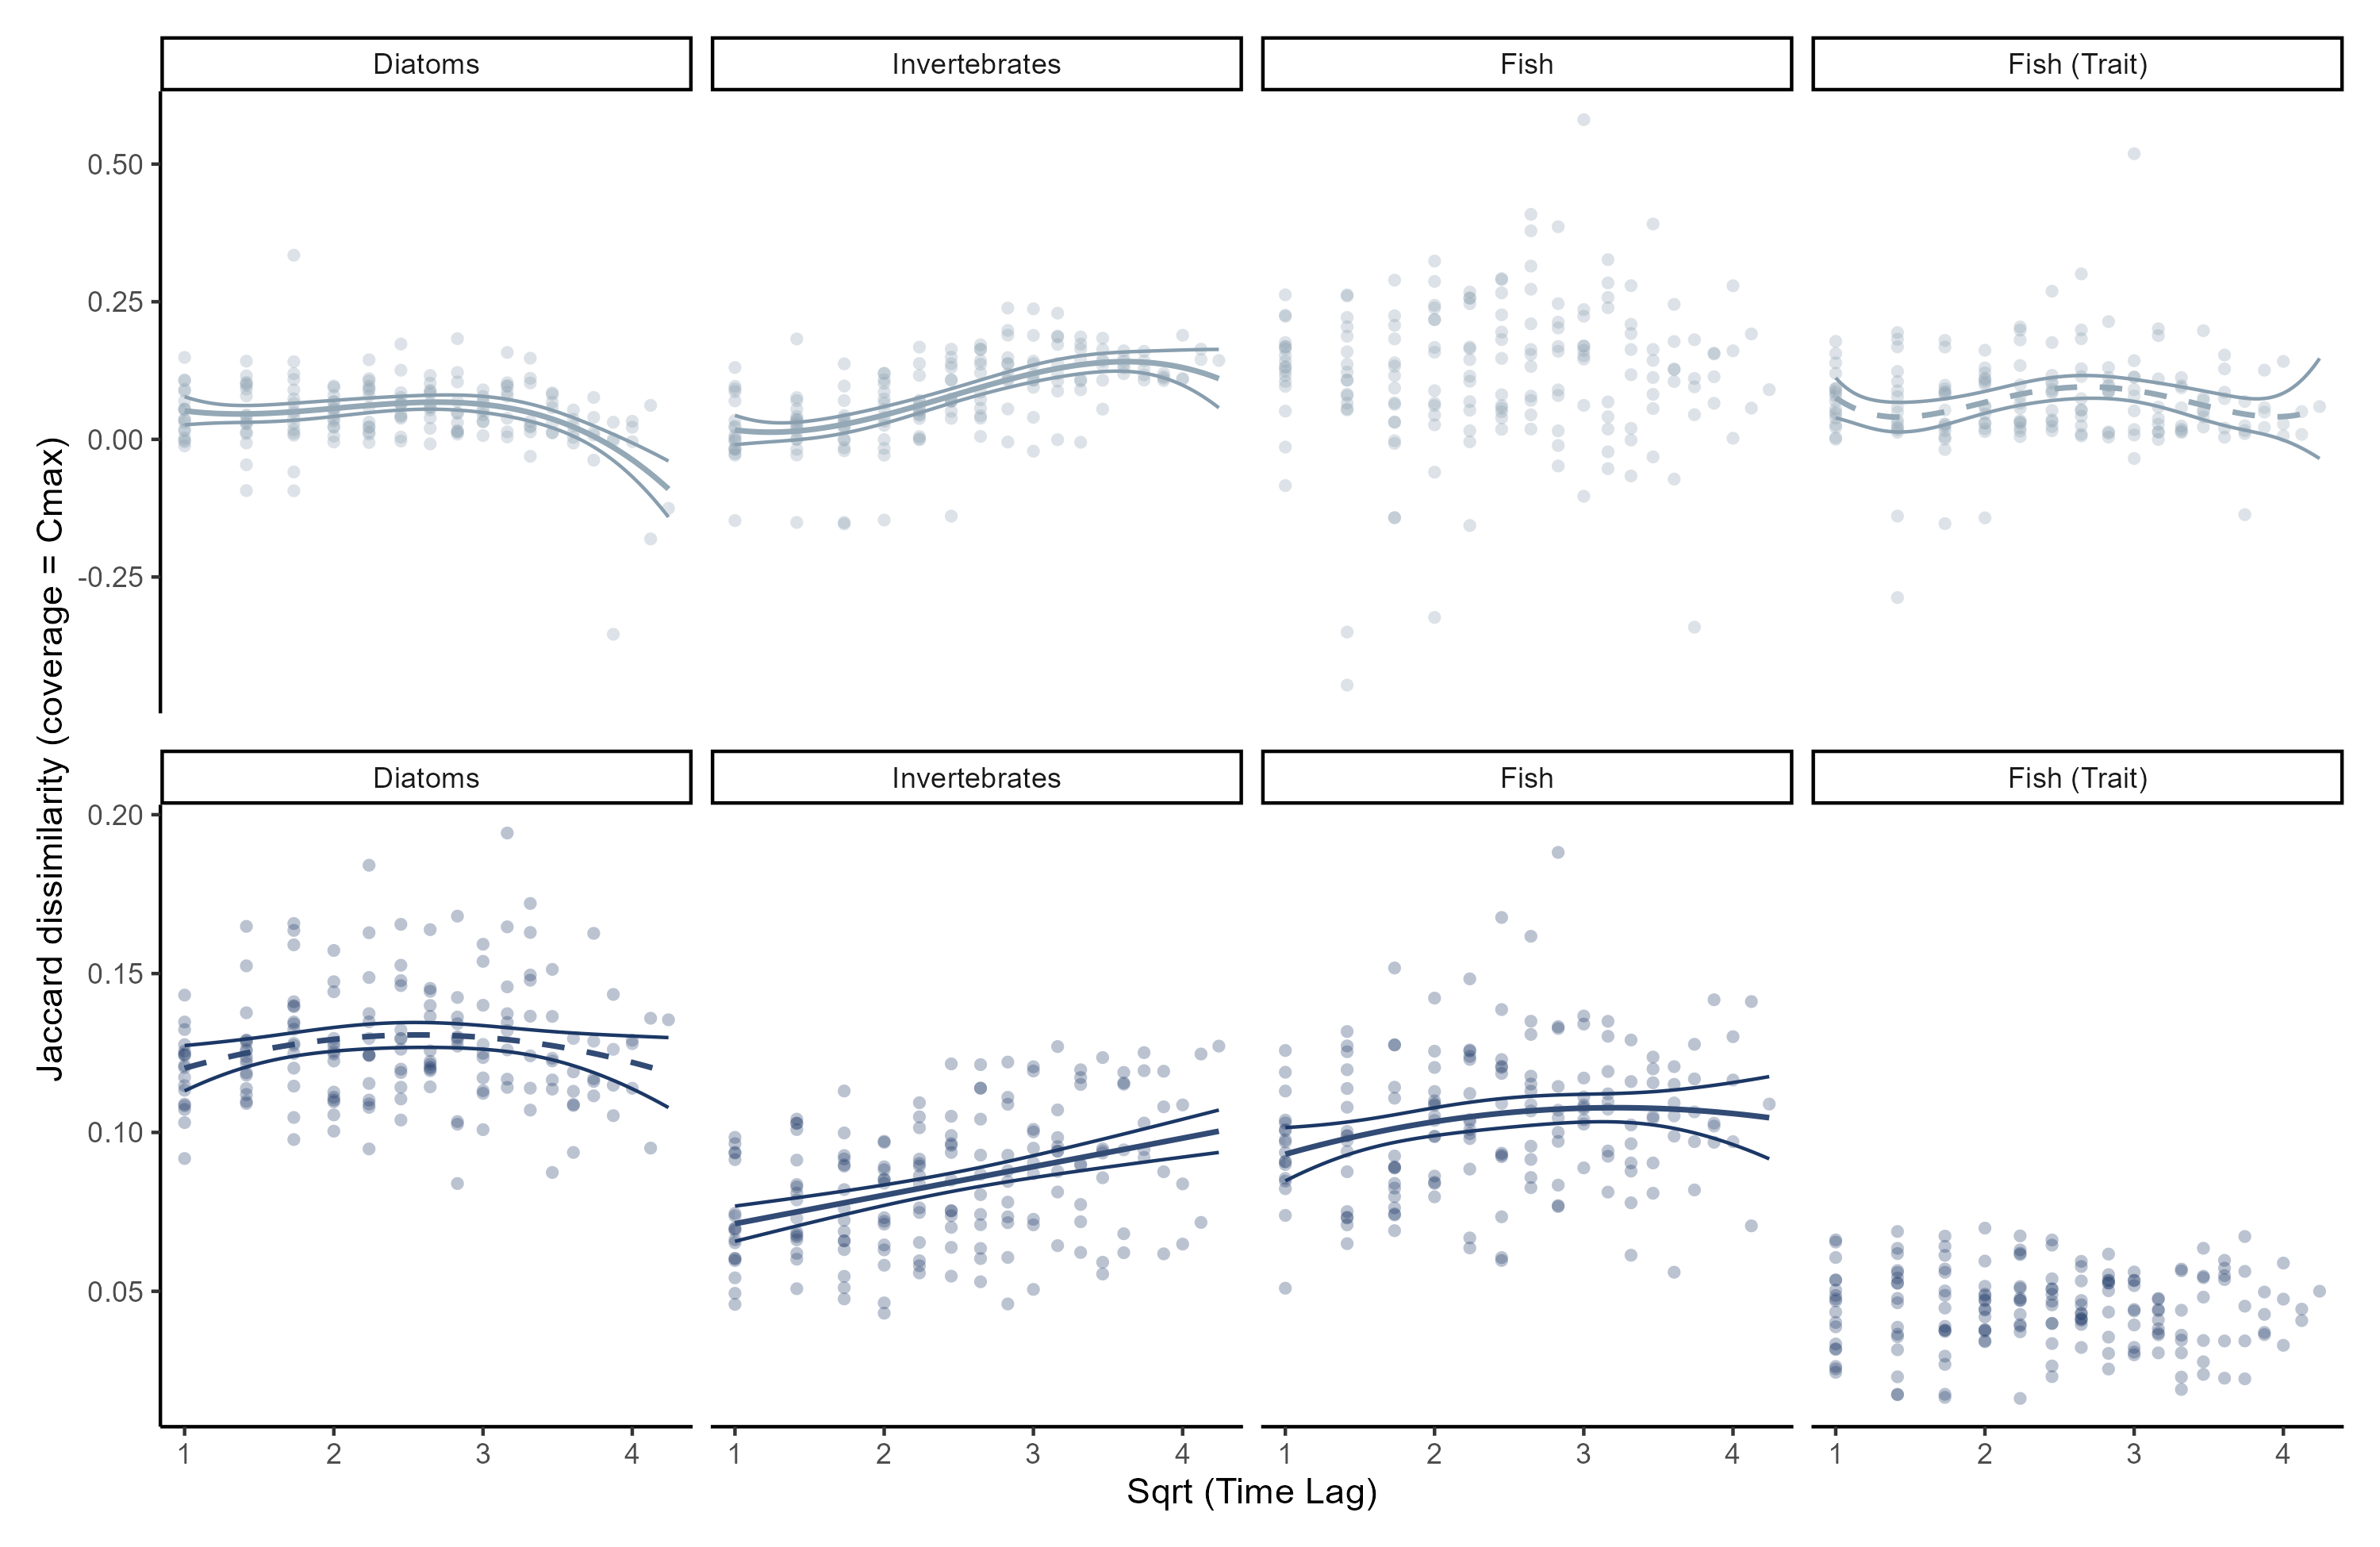 Diatoms
Invertebrates
Fish
Fish (Trait)
0.50
0.25
0.00
-0.25
Jaccard dissimilarity (coverage = Cmax)
Diatoms
Invertebrates
Fish
Fish (Trait)
0.20
0.15
0.10
0.05
1 2 3 4
1 2 3 4
1 2 3 4
1 2 3 4
Sqrt (Time Lag)